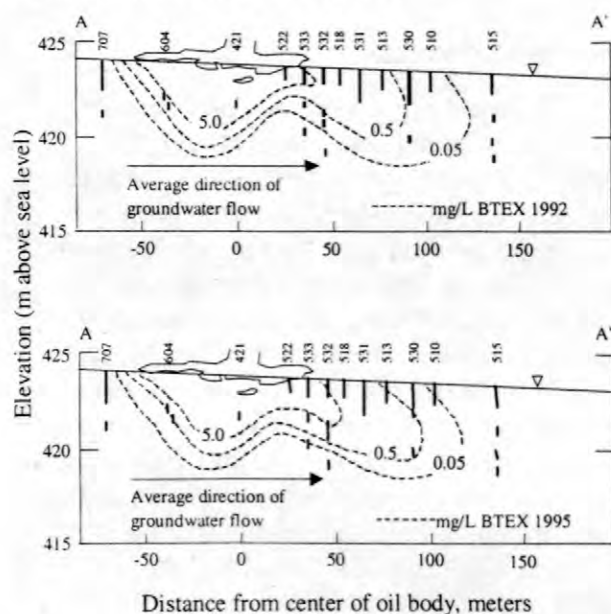 Elevation (m above sea level)
A A'
707 604 421 522 533 532 518 531 513 530 510 515
425
420
415
5.0 0.5 0.05
Average direction of
groundwater flow
mg/L BTEX 1992
-50 0 50 100 150
A A'
707 604 421 522 533 532 518 531 513 530 510 515
425
420
415
5.0 0.5 0.05
Average direction of
groundwater flow
mg/L BTEX 1995
-50 0 50 100 150
Distance from center of oil body, meters